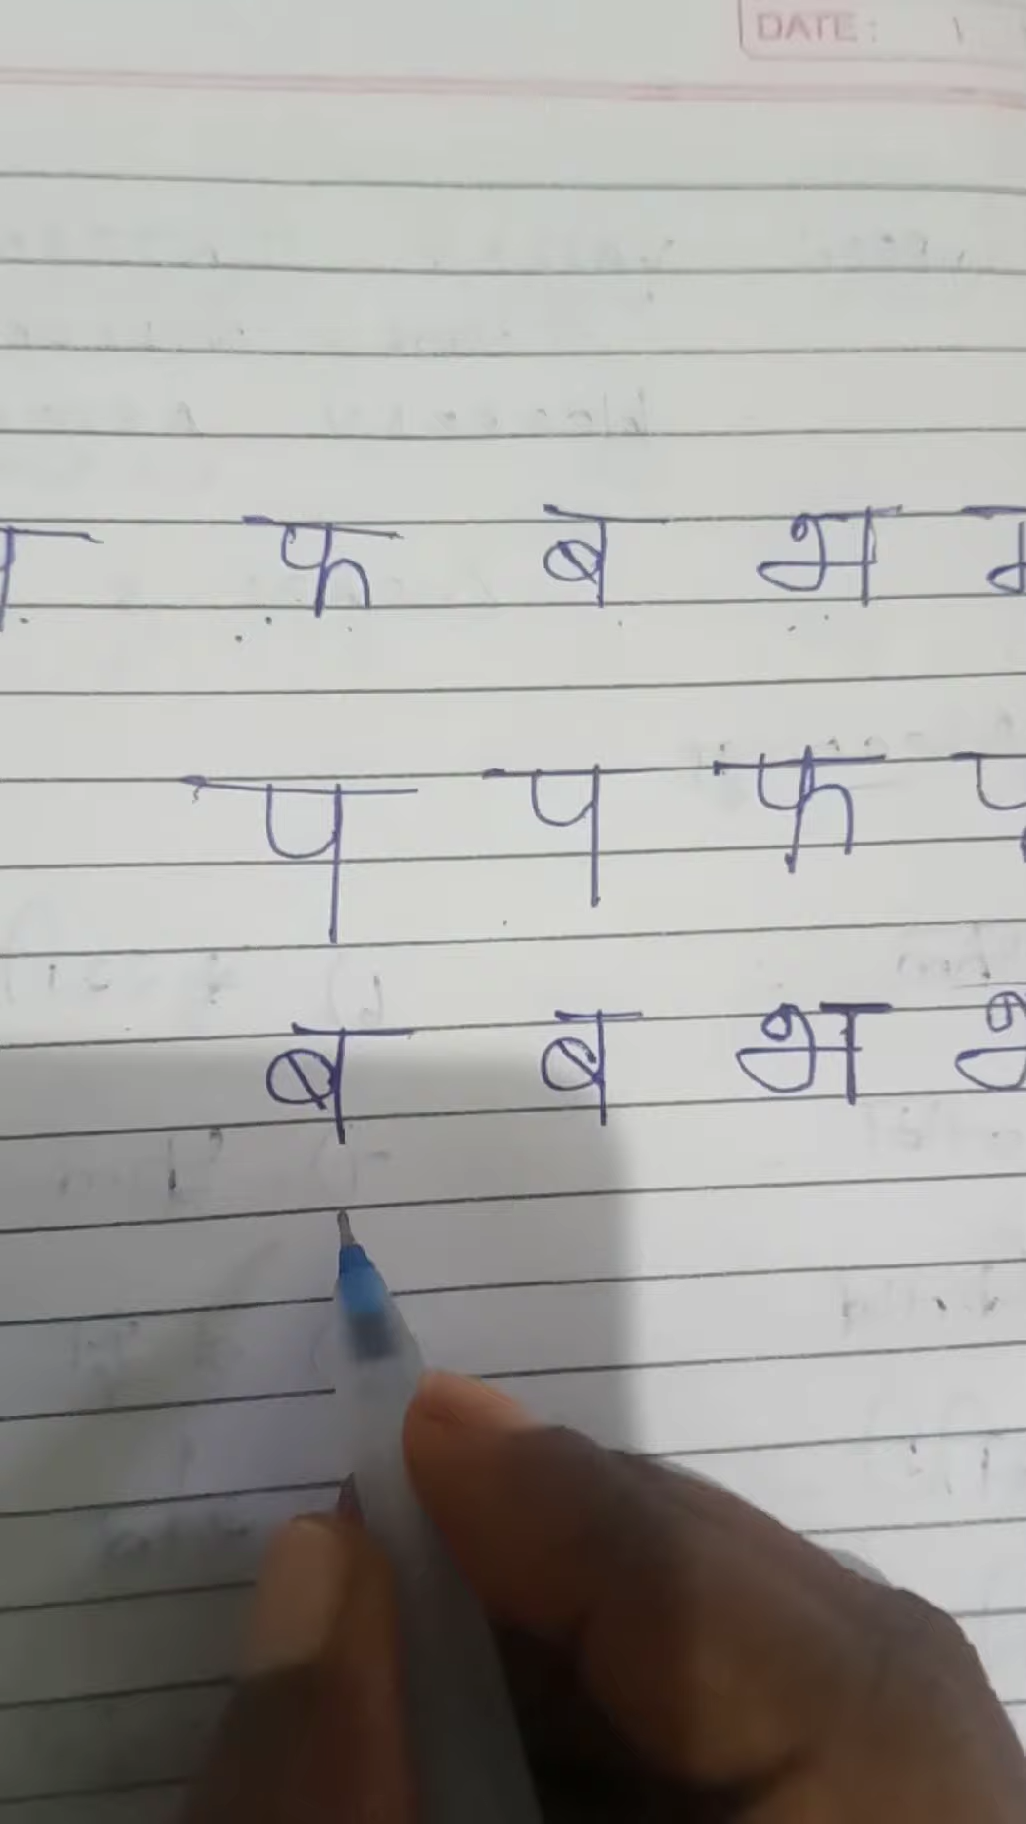 DATE :
प फ ब भ म
प प फ फ
ब ब भ भ